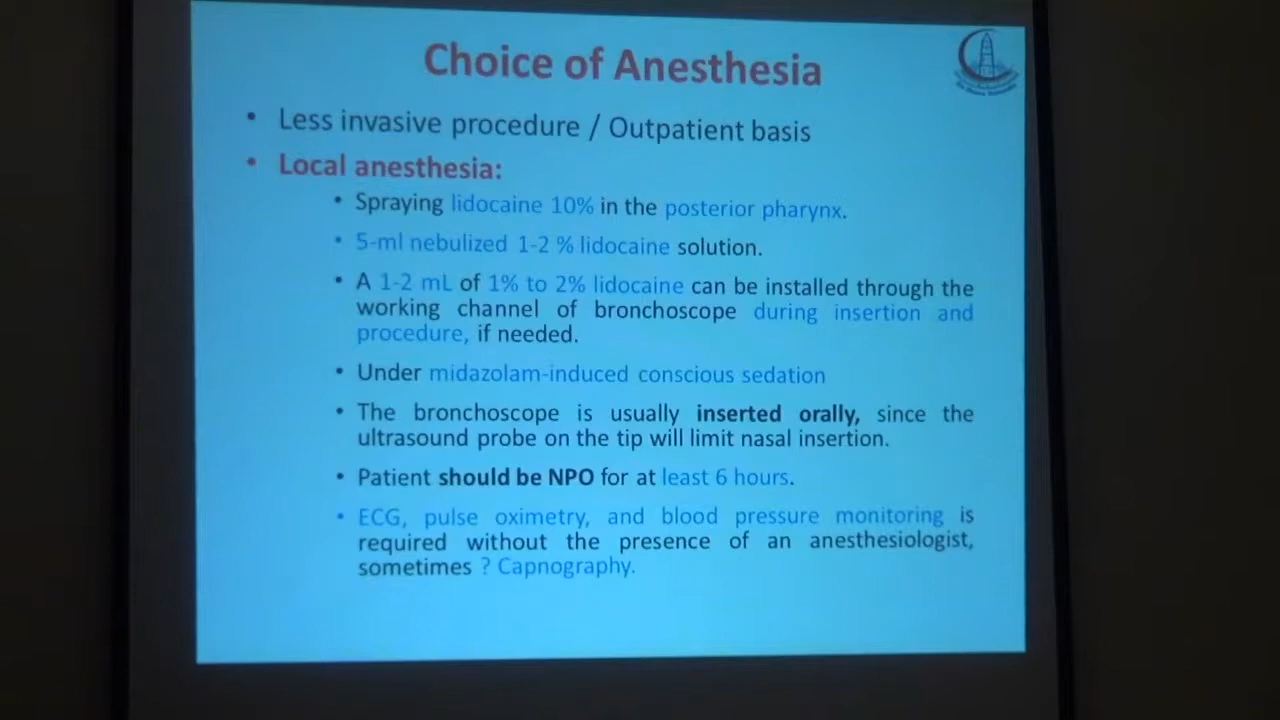 Choice of Anesthesia
• Less invasive procedure / Outpatient basis
• Local anesthesia:
• Spraying lidocaine 10% in the posterior pharynx.
• 5-ml nebulized 1-2 % lidocaine solution.
• A 1-2 mL of 1% to 2% lidocaine can be installed through the
working channel of bronchoscope during insertion and
procedure, if needed.
• Under midazolam-induced conscious sedation
• The bronchoscope is usually inserted orally, since the
ultrasound probe on the tip will limit nasal insertion.
• Patient should be NPO for at least 6 hours.
• ECG, pulse oximetry, and blood pressure monitoring is
required without the presence of an anesthesiologist,
sometimes ? Capnography.